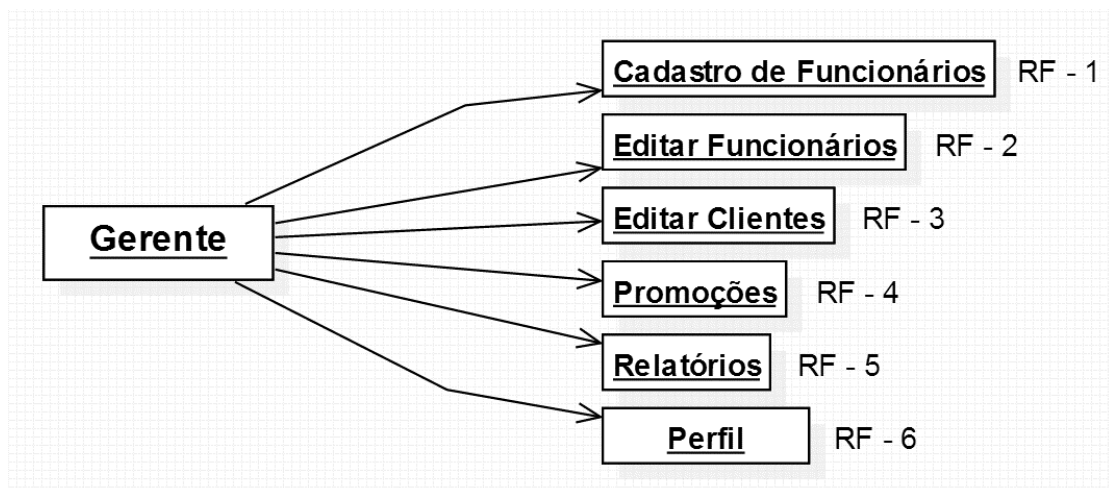 Cadastro de Funcionários RF - 1
Editar Funcionários RF - 2
Editar Clientes RF - 3
Gerente
Promoções RF - 4
Relatórios RF - 5
Perfil RF - 6